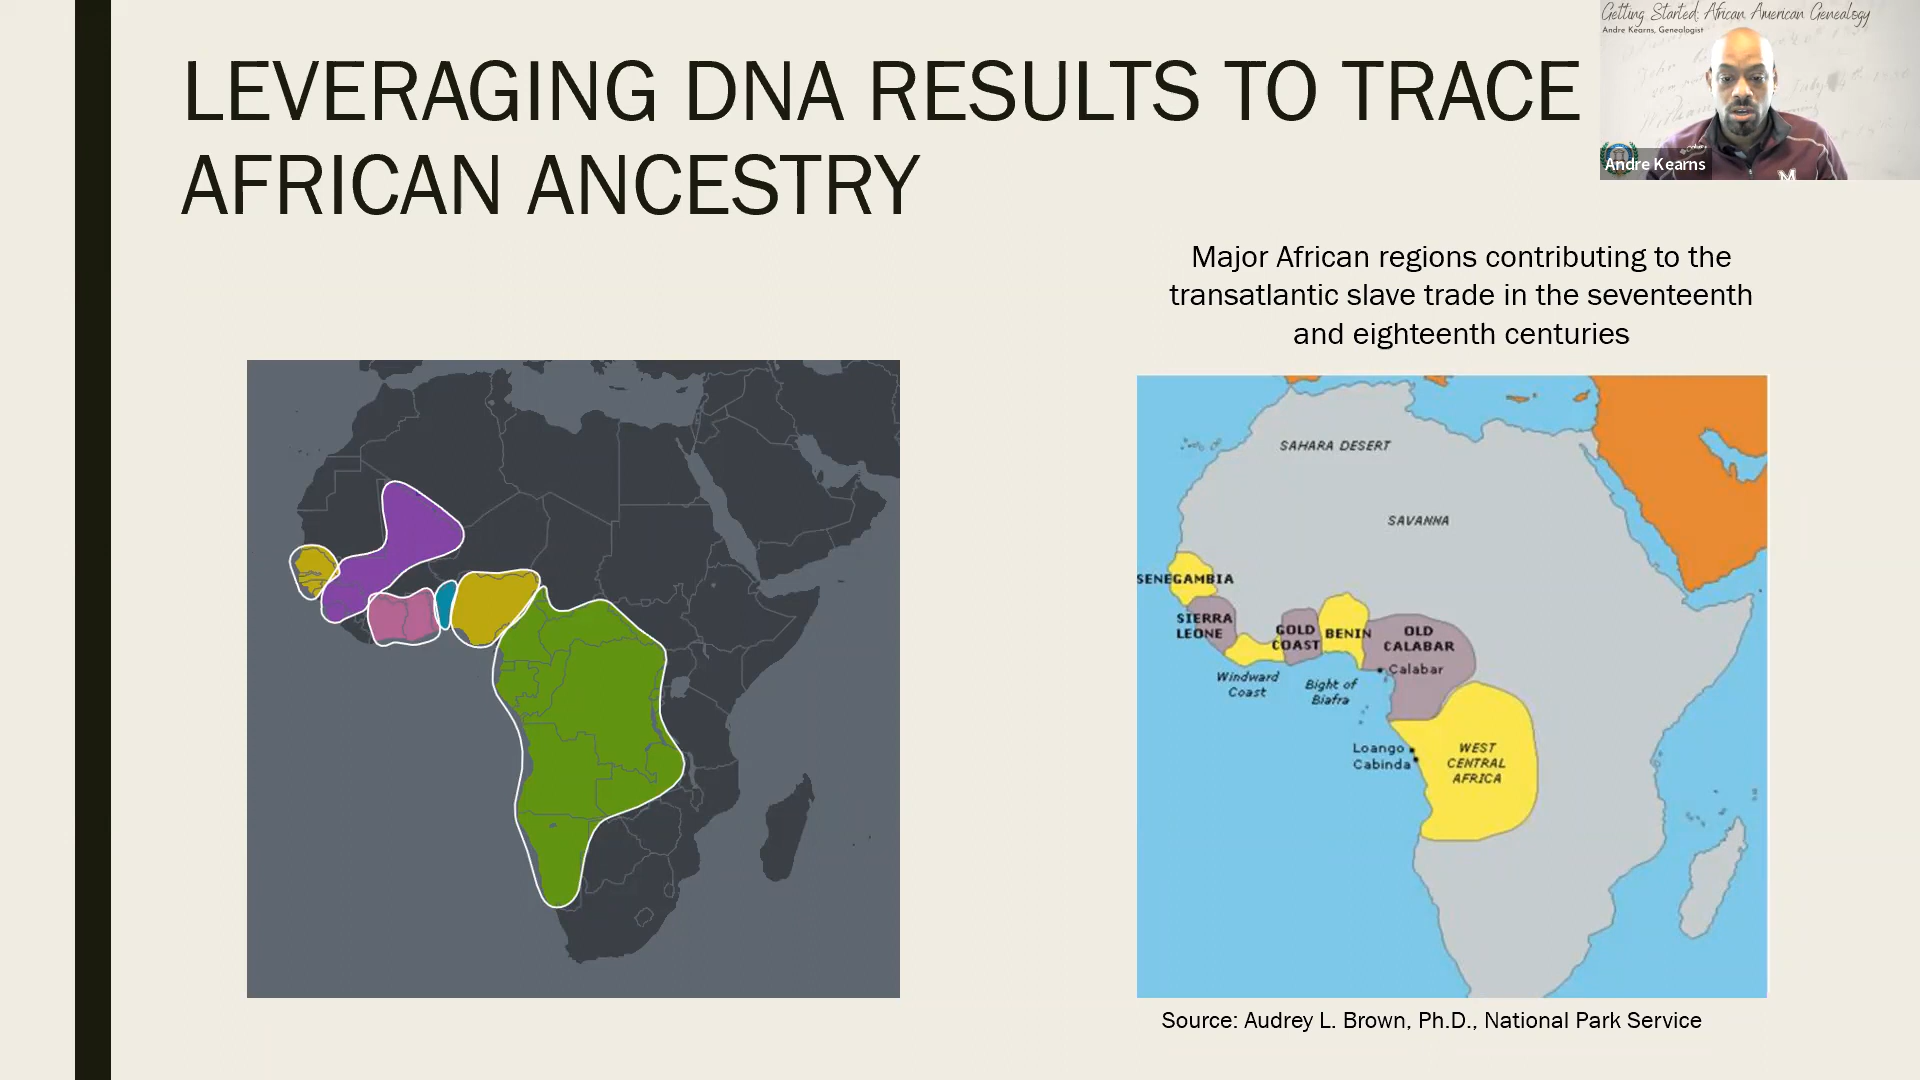 LEVERAGING DNA RESULTS TO TRACE
AFRICAN ANCESTRY
Getting Started: African American Genealogy
Andre Kearns, Genealogist
Andre Kearns
M
Major African regions contributing to the
transatlantic slave trade in the seventeenth
and eighteenth centuries
SAHARA DESERT
SAVANNA
SENEGAMBIA
SIERRA
LEONE
GOLD
COAST
BENIN
OLD
CALABAR
Calabar
Windward
Coast
Bight of
Biafra
Loango
Cabinda
WEST
CENTRAL
AFRICA
Source: Audrey L. Brown, Ph.D., National Park Service